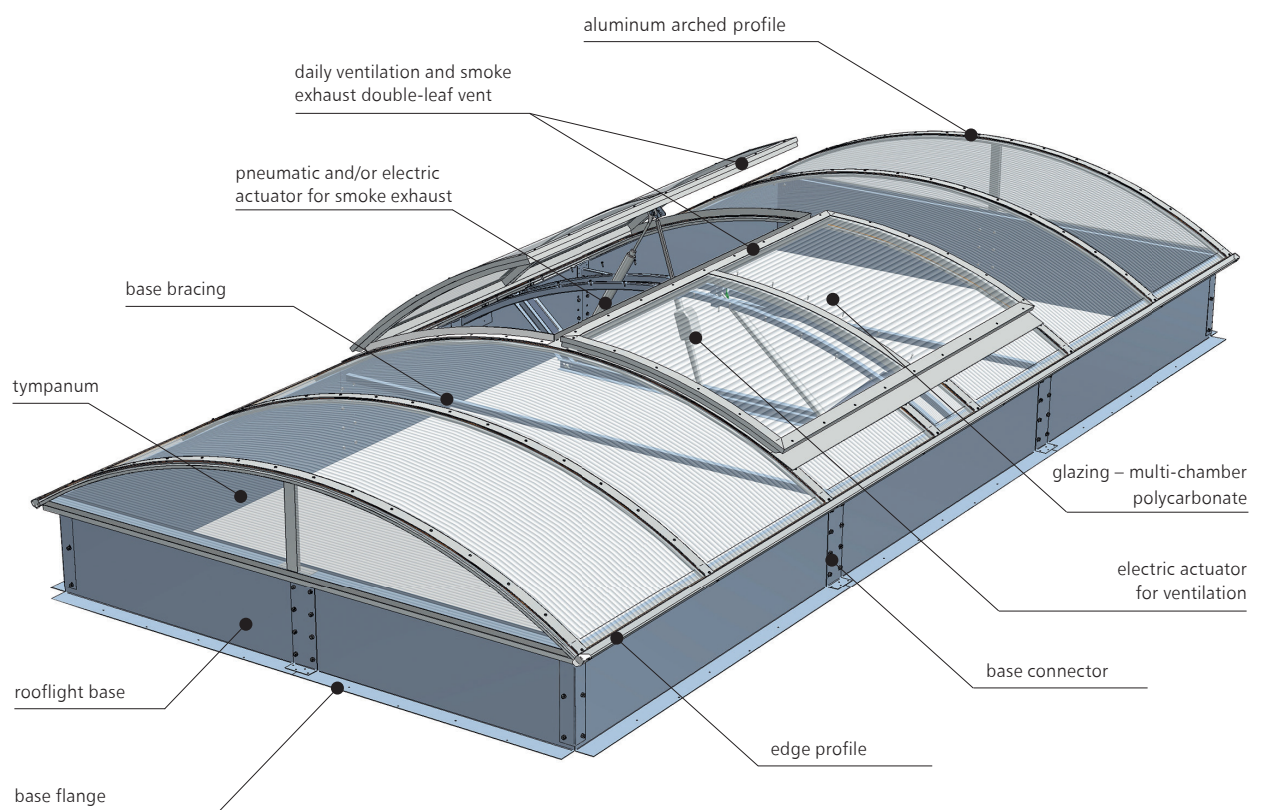 aluminum arched profile
daily ventilation and smoke
exhaust double-leaf vent
pneumatic and/or electric
actuator for smoke exhaust
base bracing
tympanum
glazing – multi-chamber
polycarbonate
electric actuator
for ventilation
base connector
rooflight base
edge profile
base flange